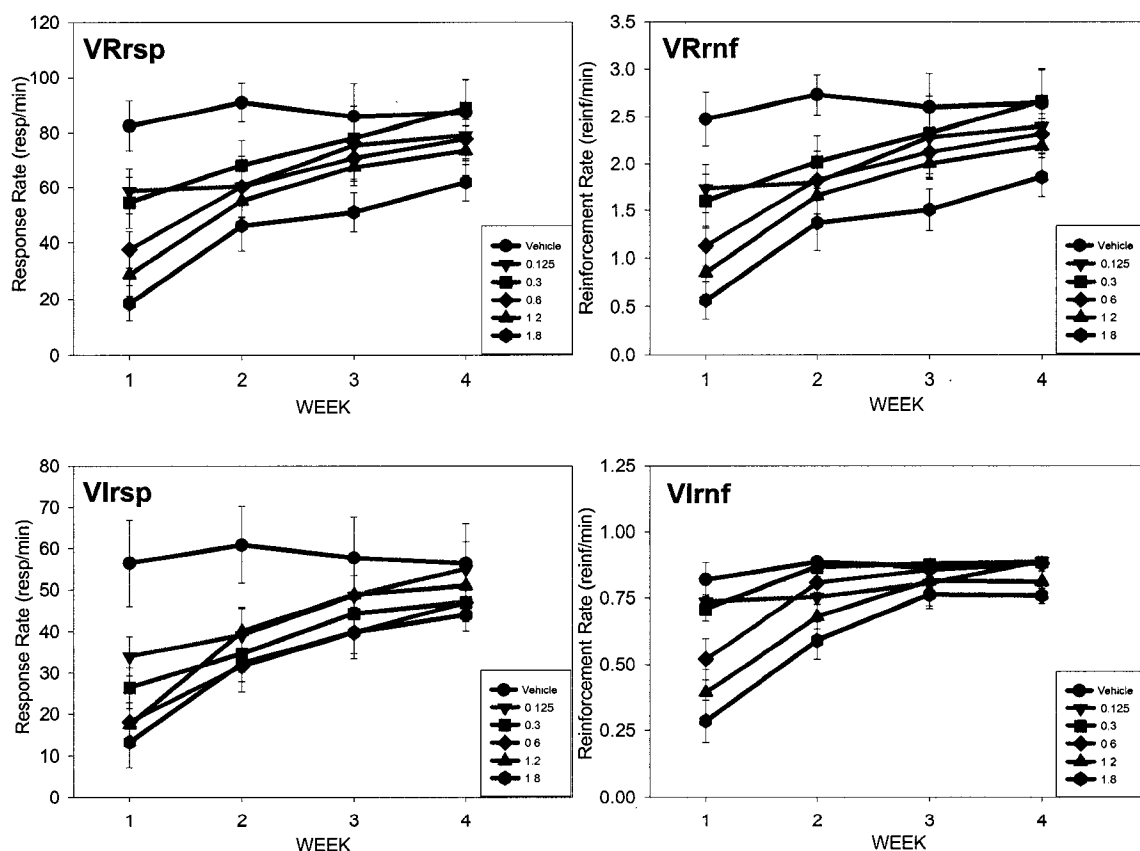 VRrsp
Response Rate (resp/min)
120
100
80
60
40
20
0
1 2 3 4
WEEK
Vehicle
0.125
0.3
0.6
1 2
1.8
VRrnf
Reinforcement Rate (reinf/min)
3.5
3.0
2.5
2.0
1.5
1.0
0.5
0.0
1 2 3 4
WEEK
Vehicle
0.125
0.3
0 6
1 2
1 8
VIrsp
Response Rate (resp/min)
80
70
60
50
40
30
20
10
0
1 2 3 4
WEEK
Vehicle
0 125
0.3
0 6
1.2
1 8
VIrnf
Reinforcement Rate (reinf/min)
1.25
1.00
0.75
0.50
0.25
0.00
1 2 3 4
WEEK
Vehicle
0 125
0.3
0 6
1 2
1 8